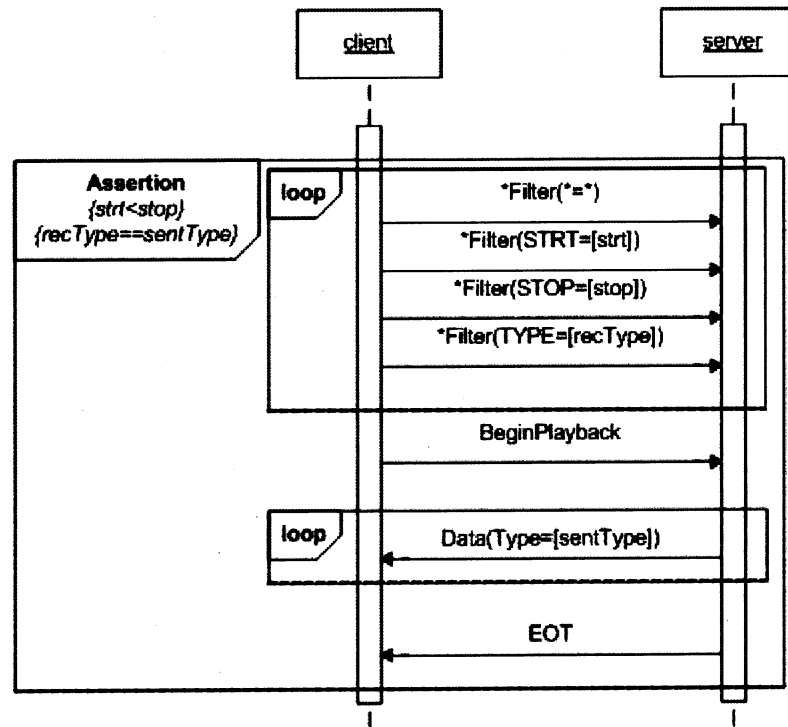 client
server
Assertion
{strt<stop}
{recType==sentType}
loop
*Filter(*=*)
*Filter(STRT=[strt])
*Filter(STOP=[stop])
*Filter(TYPE=[recType])
BeginPlayback
loop
Data(Type=[sentType])
EOT